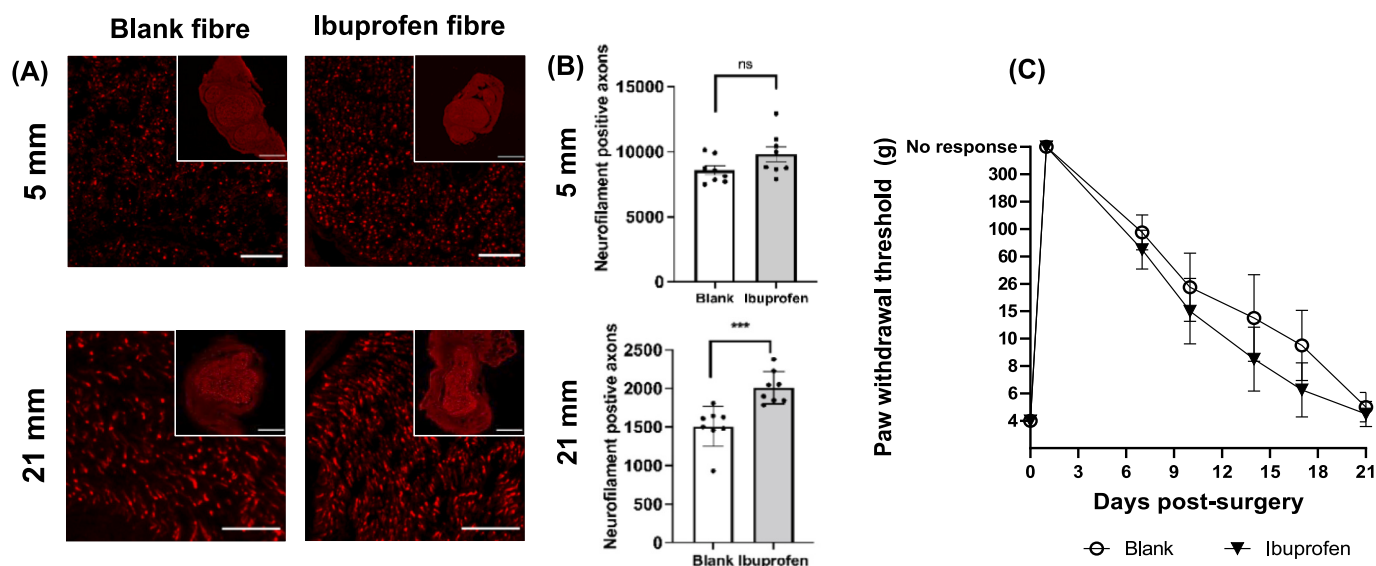 Blank fibre
Ibuprofen fibre
(A)
5 mm
21 mm
(B)
5 mm
ns
15000
10000
5000
0
Neurofilament positive axons
Blank Ibuprofen
21 mm
***
2500
2000
1500
1000
500
0
Neurofilament postive axons
Blank Ibuprofen
(C)
Paw withdrawal threshold (g)
No response
300
180
100
60
26
15
10
8
6
4
0 3 6 9 12 15 18 21
Days post-surgery
Blank Ibuprofen